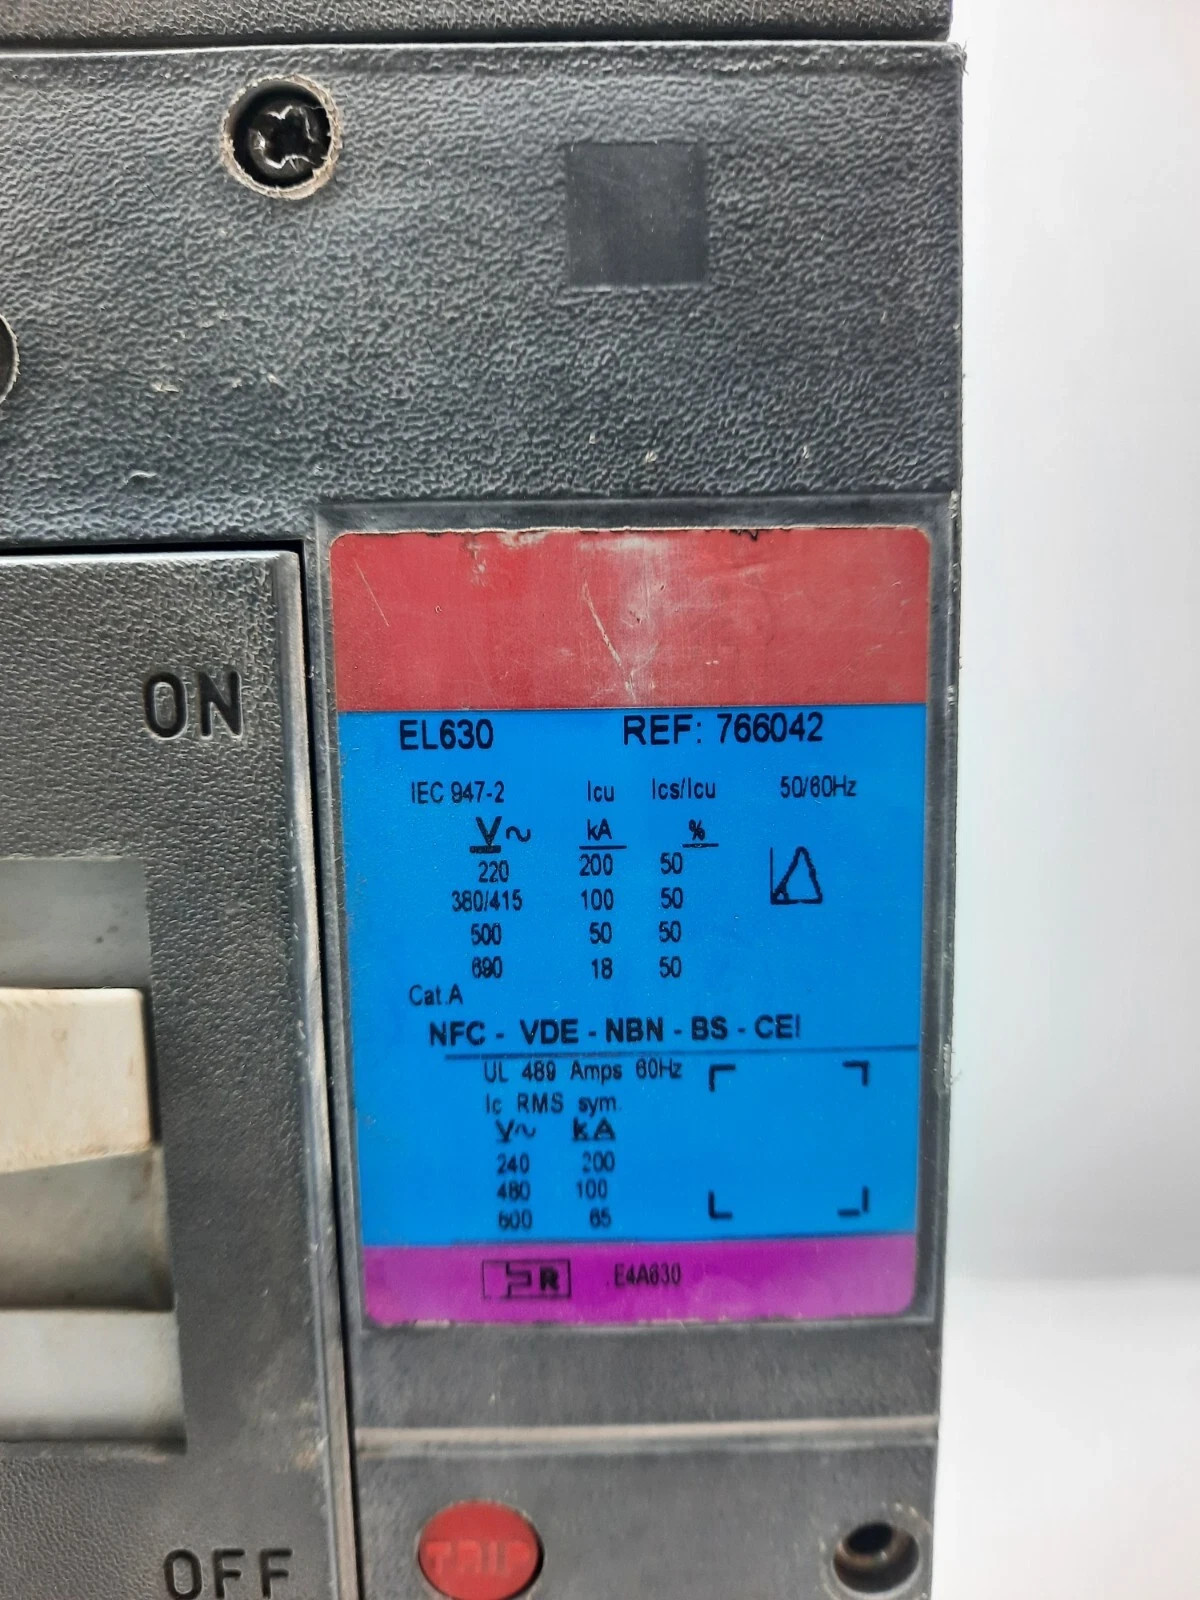 ON
EL630 REF: 766042
IEC 947-2 Icu Ics/Icu 50/60Hz
V~ kA %
220 200 50
380/415 100 50
500 50 50
690 18 50
Cat.A
NFC - VDE - NBN - BS - CEI
UL 489 Amps 60Hz
Ic RMS sym.
V~ kA
240 200
480 100
600 65
R E4A630
TRIP
OFF